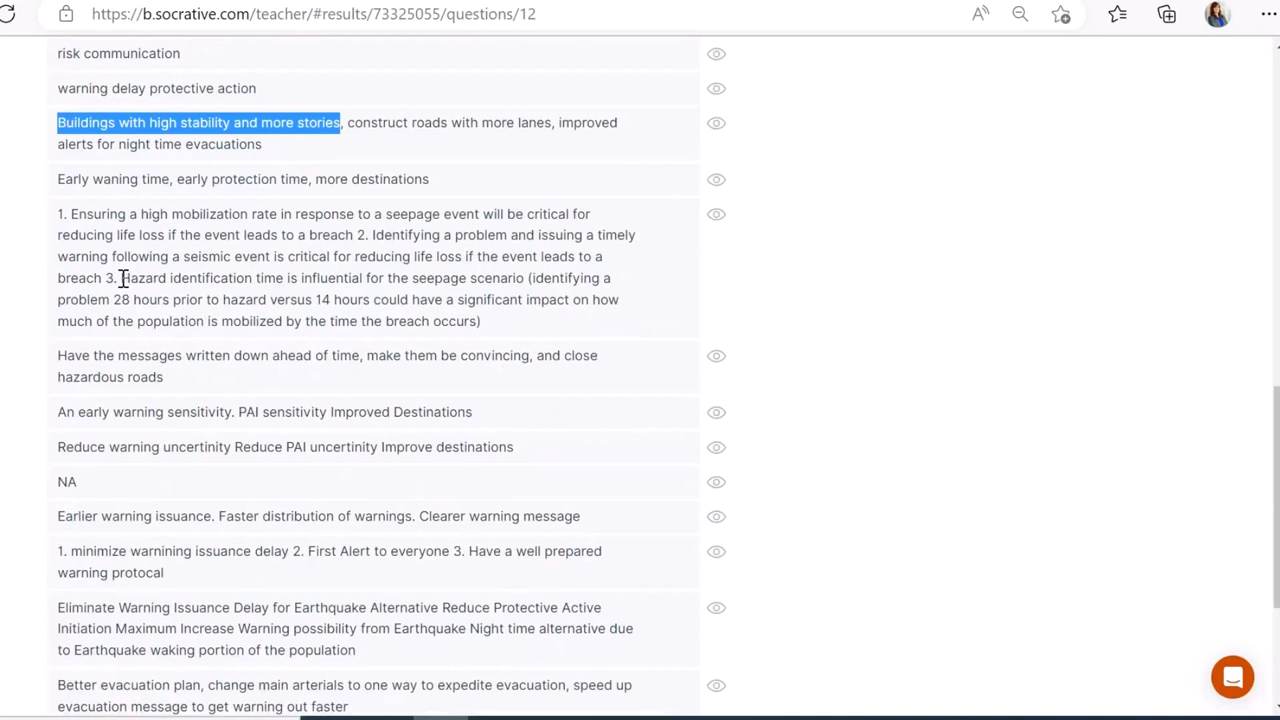 https://b.socrative.com/teacher/#results/73325055/questions/12
risk communication
warning delay protective action
Buildings with high stability and more stories, construct roads with more lanes, improved
alerts for night time evacuations
Early waning time, early protection time, more destinations
1. Ensuring a high mobilization rate in response to a seepage event will be critical for
reducing life loss if the event leads to a breach 2. Identifying a problem and issuing a timely
warning following a seismic event is critical for reducing life loss if the event leads to a
breach 3. Hazard identification time is influential for the seepage scenario (identifying a
problem 28 hours prior to hazard versus 14 hours could have a significant impact on how
much of the population is mobilized by the time the breach occurs)
Have the messages written down ahead of time, make them be convincing, and close
hazardous roads
An early warning sensitivity. PAI sensitivity Improved Destinations
Reduce warning uncertinity Reduce PAI uncertinity Improve destinations
NA
Earlier warning issuance. Faster distribution of warnings. Clearer warning message
1. minimize warnining issuance delay 2. First Alert to everyone 3. Have a well prepared
warning protocal
Eliminate Warning Issuance Delay for Earthquake Alternative Reduce Protective Active
Initiation Maximum Increase Warning possibility from Earthquake Night time alternative due
to Earthquake waking portion of the population
Better evacuation plan, change main arterials to one way to expedite evacuation, speed up
evacuation message to get warning out faster